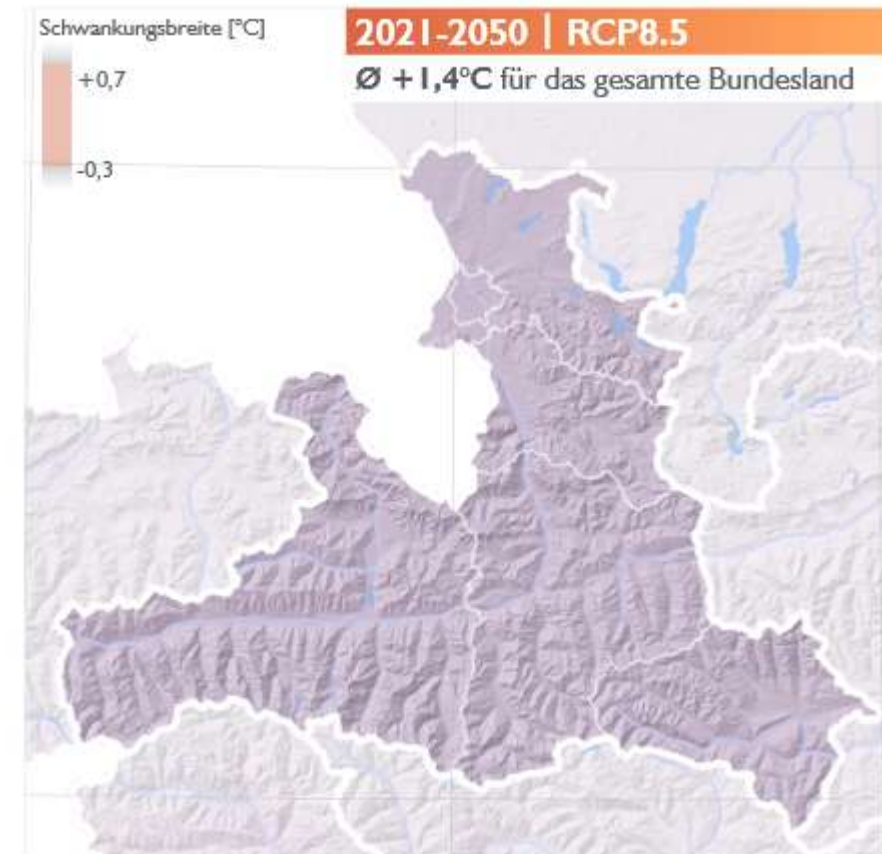 Schwankungsbreite [°C]
+0,7
-0,3
2021-2050 | RCP8.5
Ø +1,4°C für das gesamte Bundesland